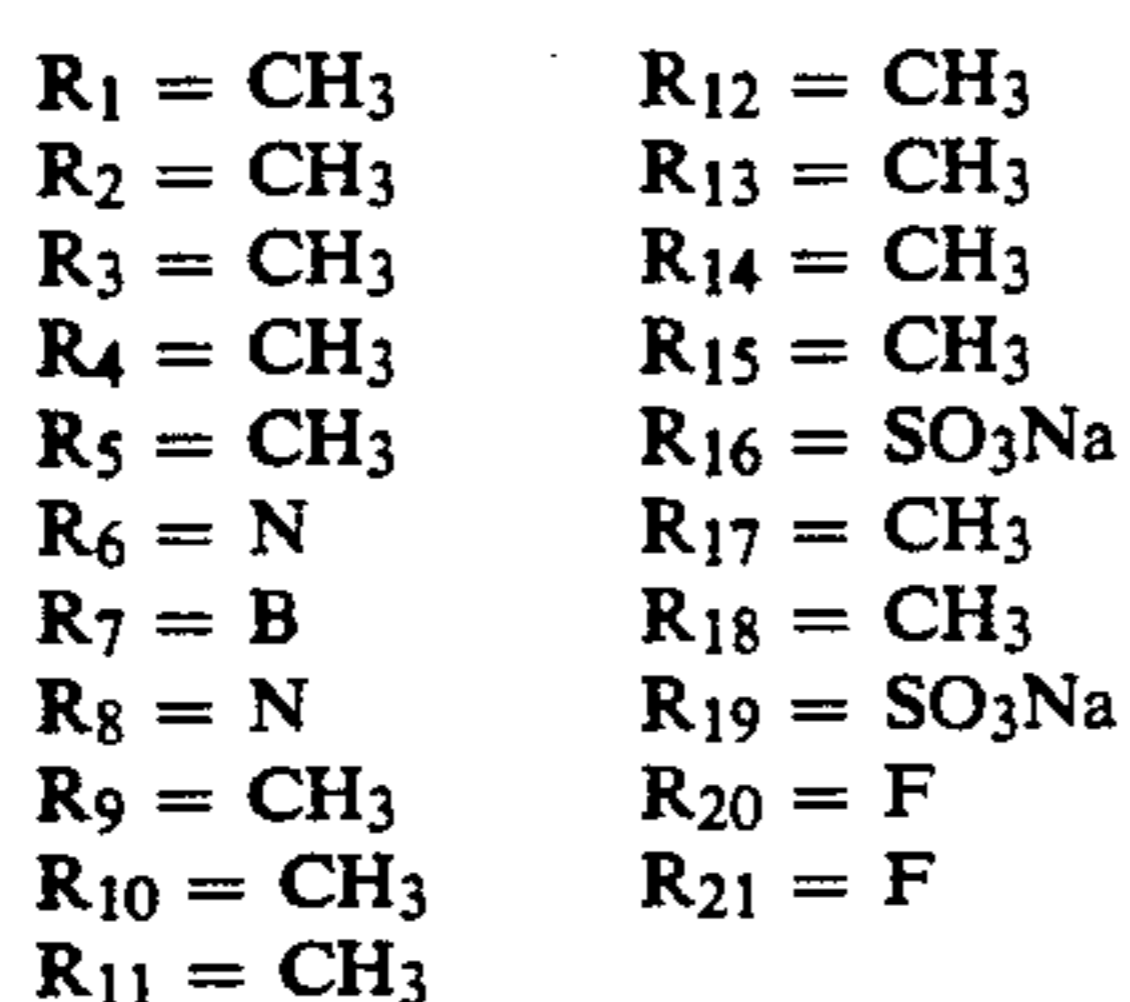 R1 = CH3
R2 = CH3
R3 = CH3
R4 = CH3
R5 = CH3
R6 = N
R7 = B
R8 = N
R9 = CH3
R10 = CH3
R11 = CH3
R12 = CH3
R13 = CH3
R14 = CH3
R15 = CH3
R16 = SO3Na
R17 = CH3
R18 = CH3
R19 = SO3Na
R20 = F
R21 = F